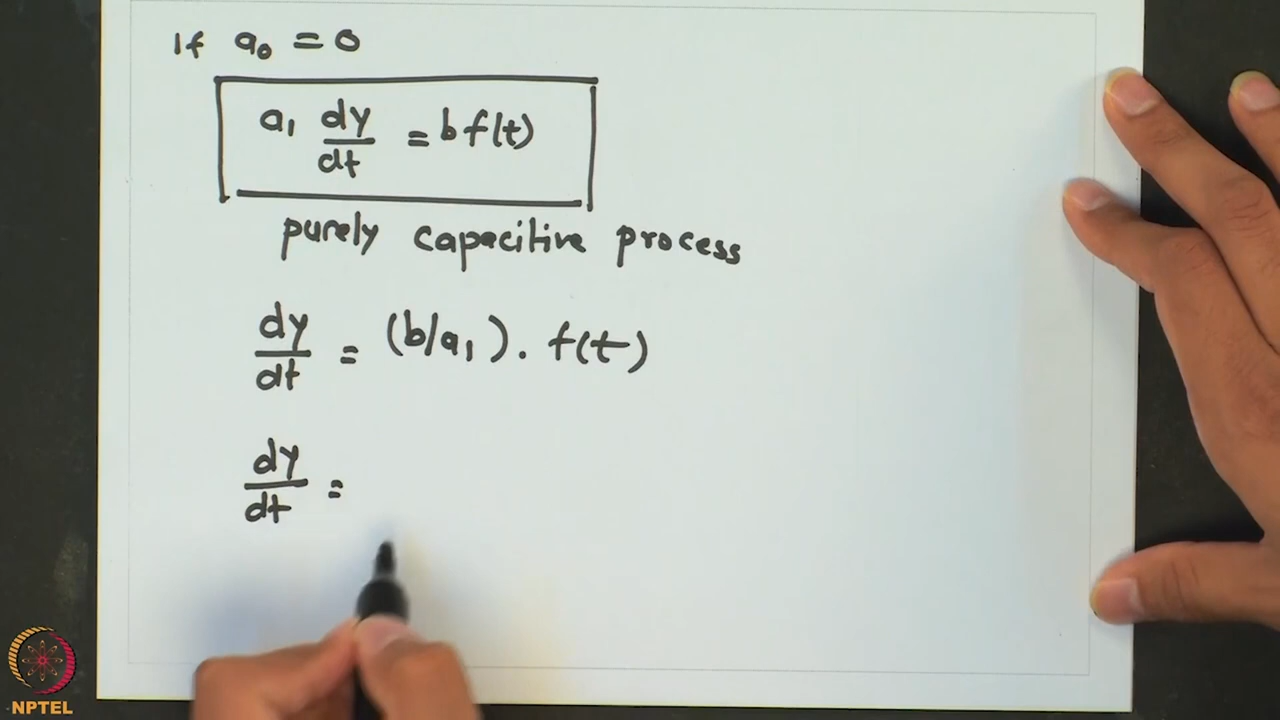 If a₀ = 0
a₁ dy/dt = b f(t)
purely capacitive process
dy/dt = (b/a₁). f(t)
dy/dt =
NPTEL